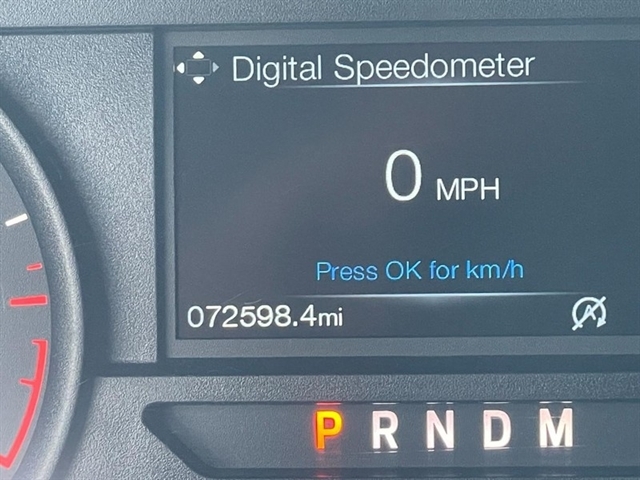 Digital Speedometer
0 MPH
Press OK for km/h
072598.4mi
A
P R N D M